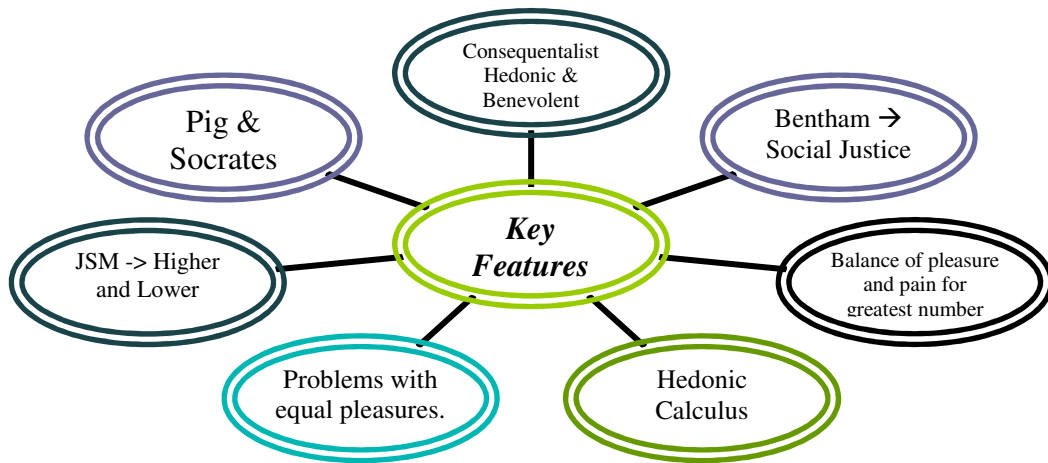 Consequentalist
Hedonic &
Benevolent
Pig &
Socrates
Bentham →
Social Justice
Key
Features
JSM -> Higher
and Lower
Balance of pleasure
and pain for
greatest number
Problems with
equal pleasures.
Hedonic
Calculus